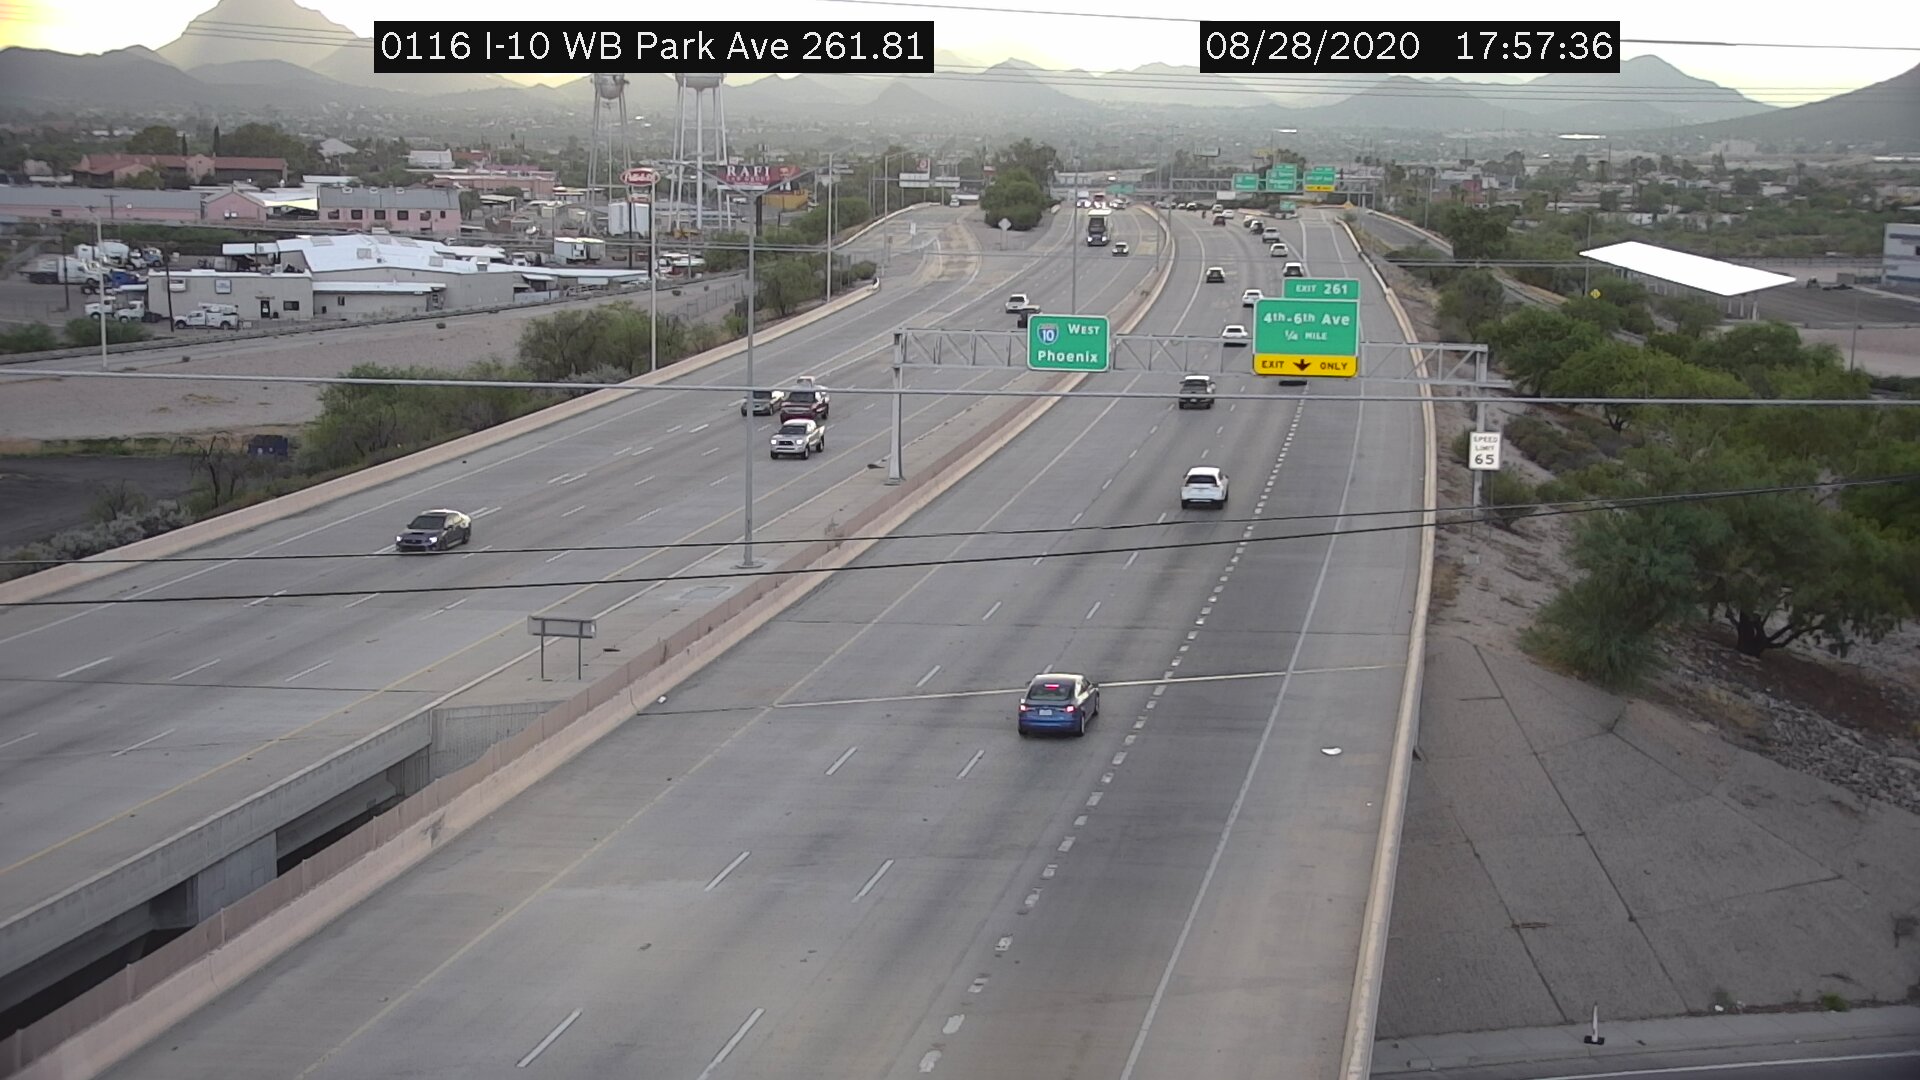 0116 I-10 WB Park Ave 261.81
08/28/2020 17:57:36
RAFI
EXIT 261
4th-6th Ave
1/4 MILE
EXIT ONLY
10 WEST
Phoenix
SPEED
LIMIT
65